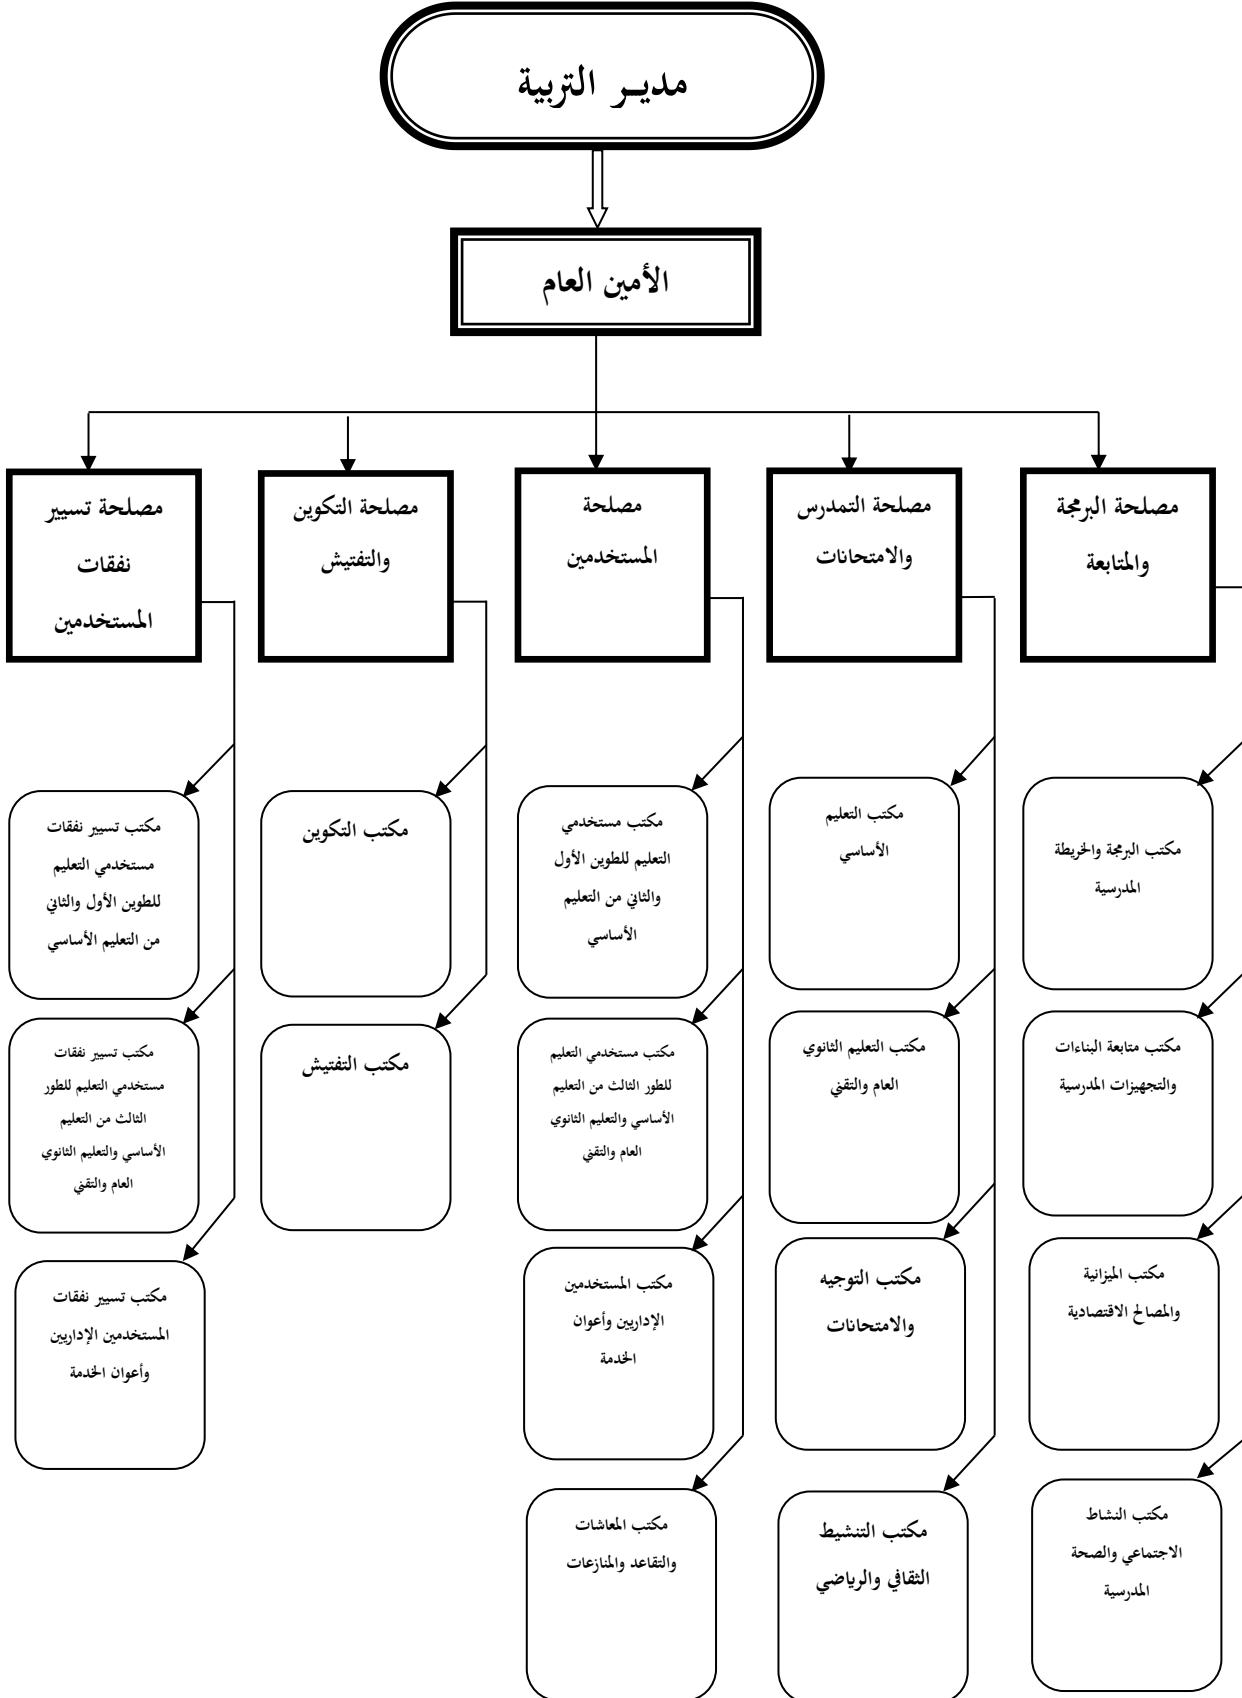 مديـر التربية
الأمين العام
مصلحة البرمجة
والمتابعة
مصلحة التمدرس
والامتحانات
مصلحة
المستخدمين
مصلحة التكوين
والتفتيش
مصلحة تسيير
نفقات
المستخدمين
مكتب البرمجة والخريطة
المدرسية
مكتب التعليم
الأساسي
مكتب مستخدمي
التعليم للطوين الأول
والثاني من التعليم
الأساسي
مكتب التكوين
مكتب تسيير نفقات
مستخدمي التعليم
للطوين الأول والثاني
من التعليم الأساسي
مكتب متابعة البناءات
والتجهيزات المدرسية
مكتب التعليم الثانوي
العام والتقني
مكتب مستخدمي التعليم
للطور الثالث من التعليم
الأساسي والتعليم الثانوي
العام والتقني
مكتب التفتيش
مكتب تسيير نفقات
مستخدمي التعليم للطور
الثالث من التعليم
الأساسي والتعليم الثانوي
العام والتقني
مكتب الميزانية
والمصالح الاقتصادية
مكتب التوجيه
والامتحانات
مكتب المستخدمين
الإداريين وأعوان
الخدمة
مكتب تسيير نفقات
المستخدمين الإداريين
وأعوان الخدمة
مكتب النشاط
الاجتماعي والصحة
المدرسية
مكتب التنشيط
الثقافي والرياضي
مكتب المعاشات
والتقاعد والمنازعات